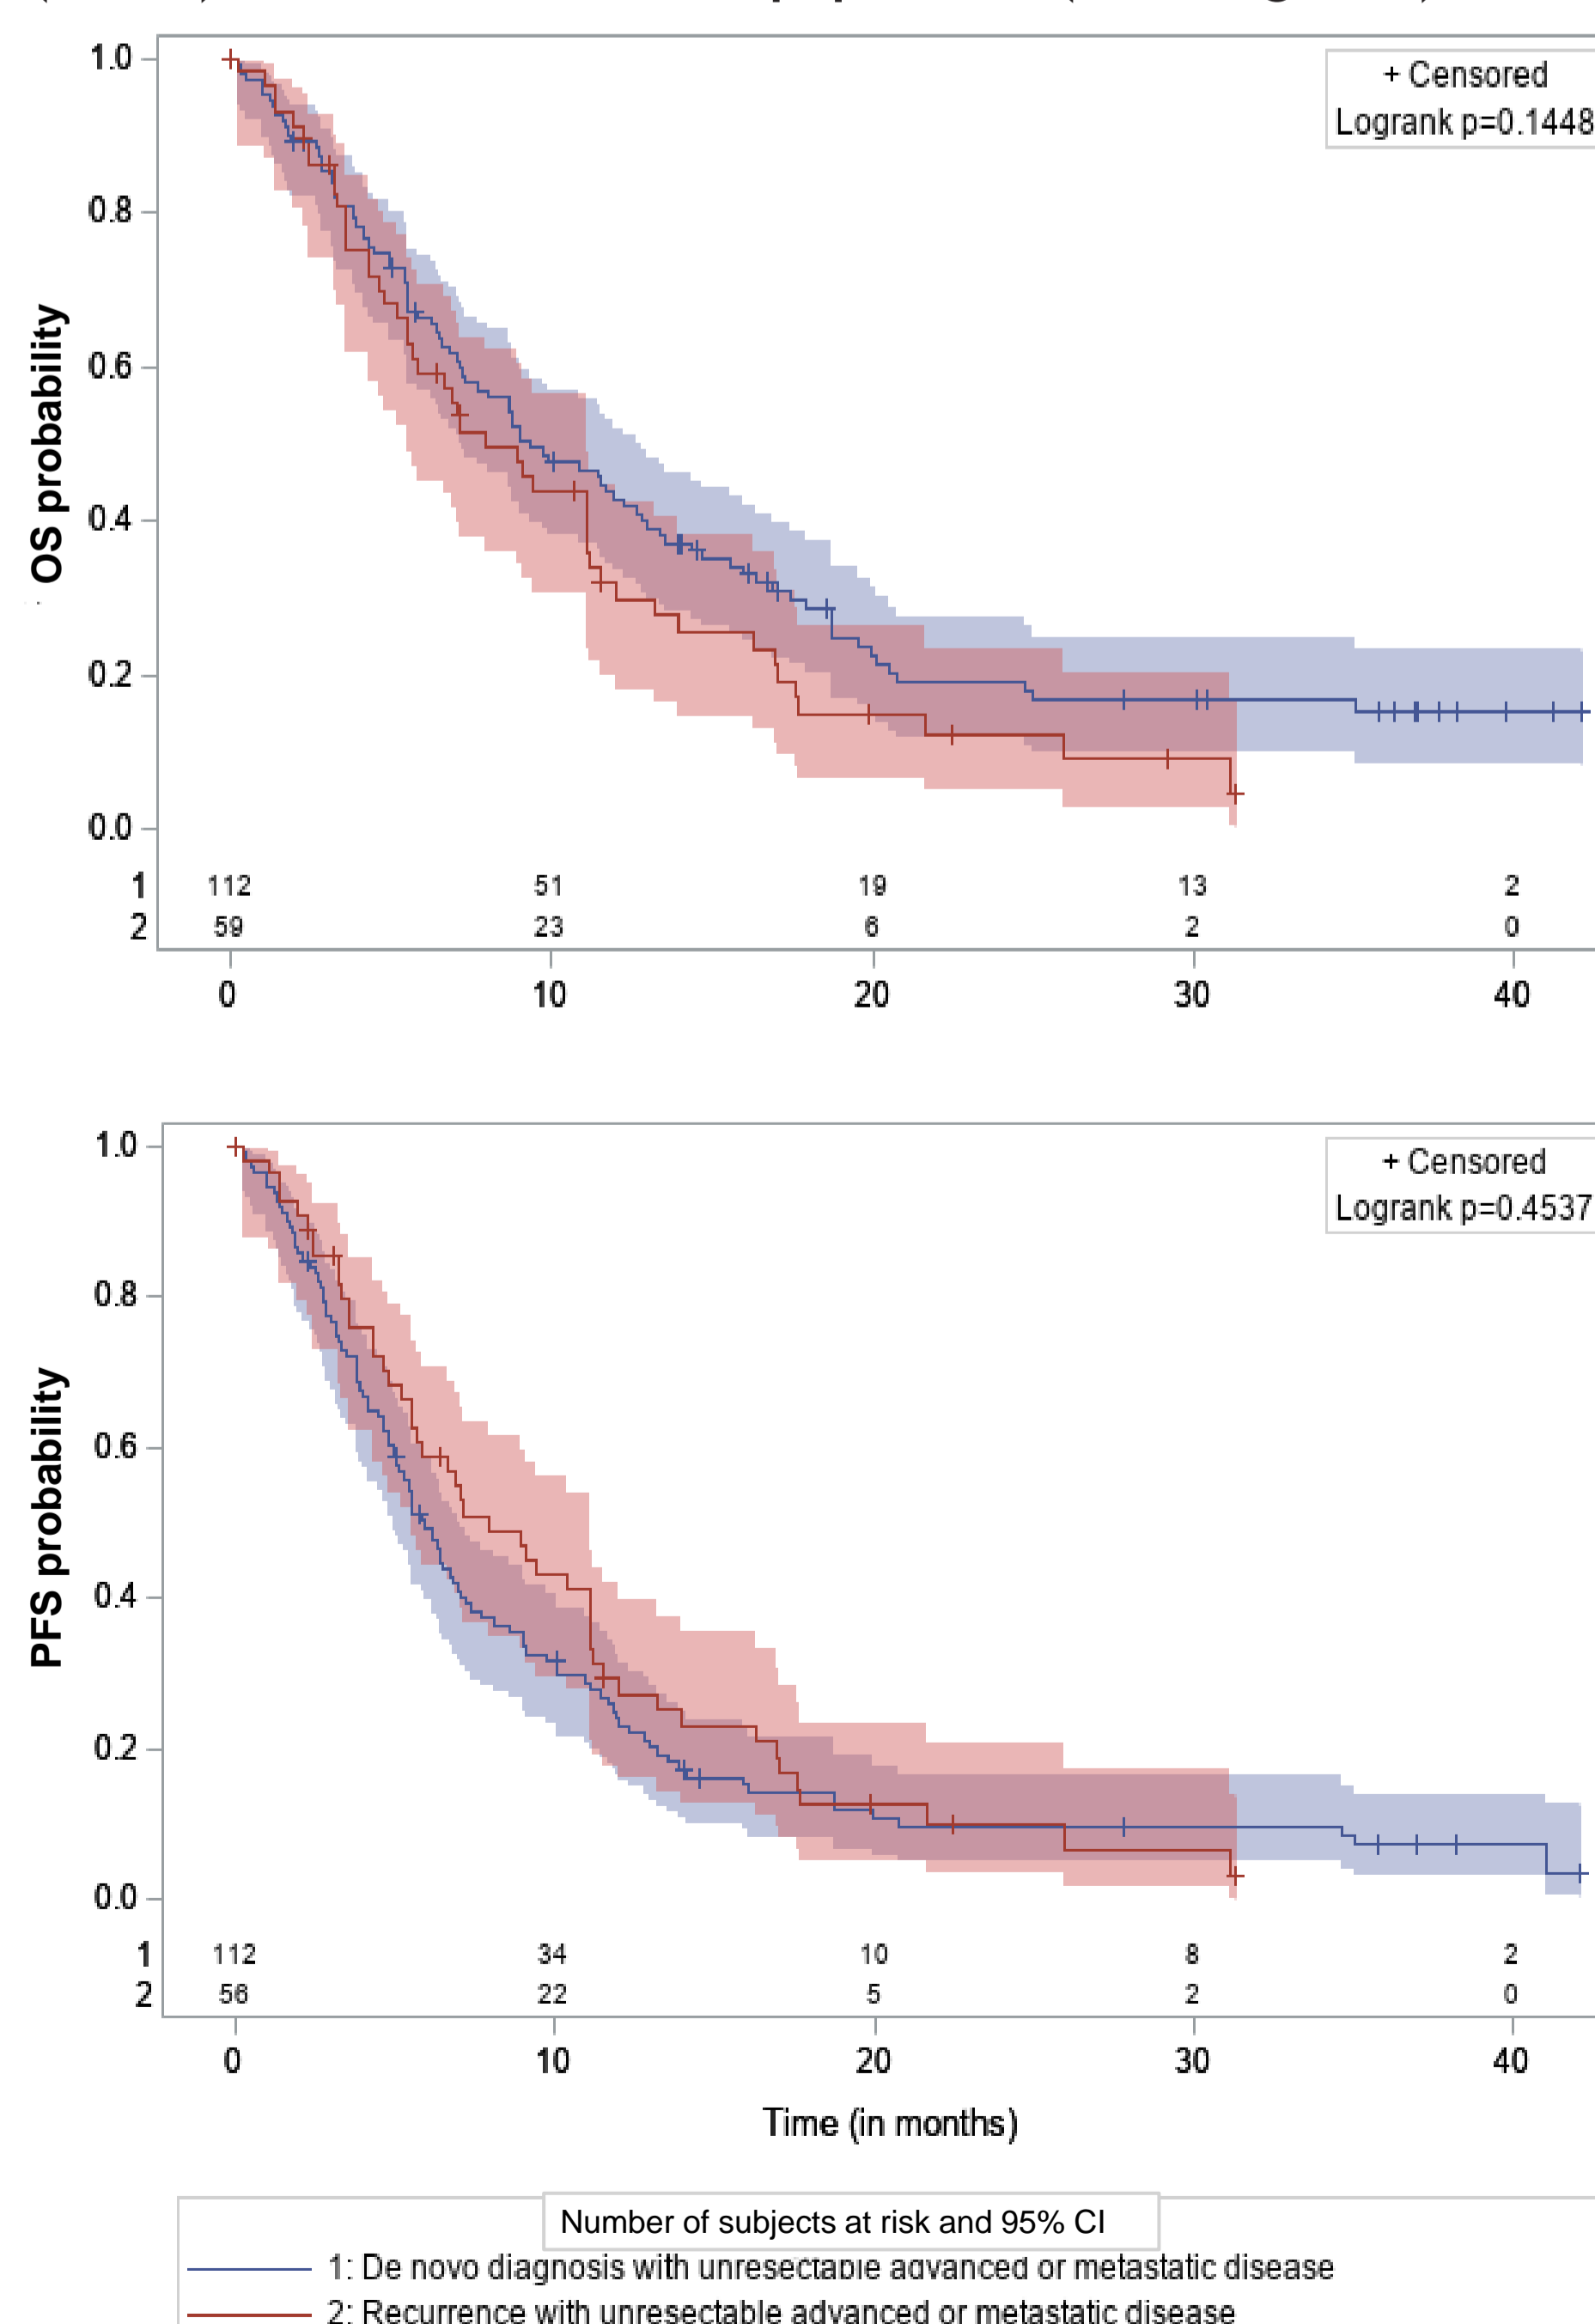 1.0
+ Censored
Logrank p=0.1448
0.8
0.6
OS probability
0.4
0.2
0.0
1 112 51 19 13 2
2 59 23 6 2 0
0 10 20 30 40
1.0
+ Censored
Logrank p=0.4537
0.8
0.6
PFS probability
0.4
0.2
0.0
1 112 34 10 8 2
2 56 22 5 2 0
0 10 20 30 40
Time (in months)
Number of subjects at risk and 95% CI
1: De novo diagnosis with unresectable advanced or metastatic disease
2: Recurrence with unresectable advanced or metastatic disease